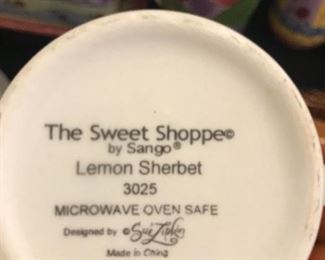 The Sweet Shoppe©
by Sango®
Lemon Sherbet
3025
MICROWAVE OVEN SAFE
Designed by ©Sue Zipkin
Made in China